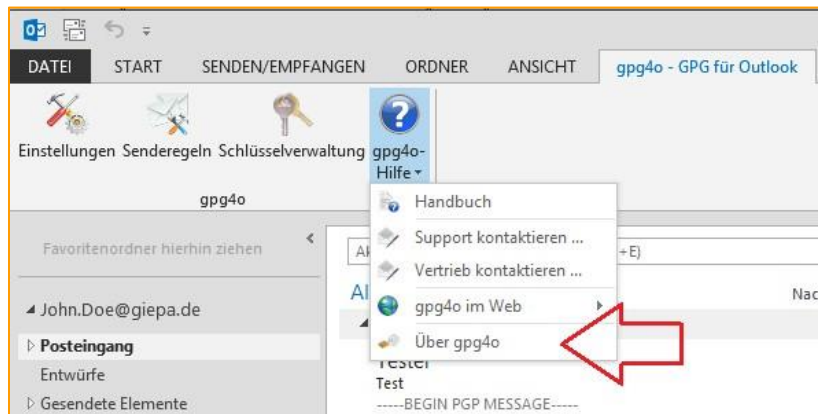 DATEI START SENDEN/EMPFANGEN ORDNER ANSICHT gpg4o - GPG für Outlook
Einstellungen Senderegeln Schlüsselverwaltung gpg4o-
Hilfe
gpg4o
Handbuch
Support kontaktieren ...
Vertrieb kontaktieren ...
gpg4o im Web
Über gpg4o
Favoritenordner hierhin ziehen
+E)
John.Doe@giepa.de
Posteingang
Entwürfe
Gesendete Elemente
Tester
Test
-----BEGIN PGP MESSAGE-----